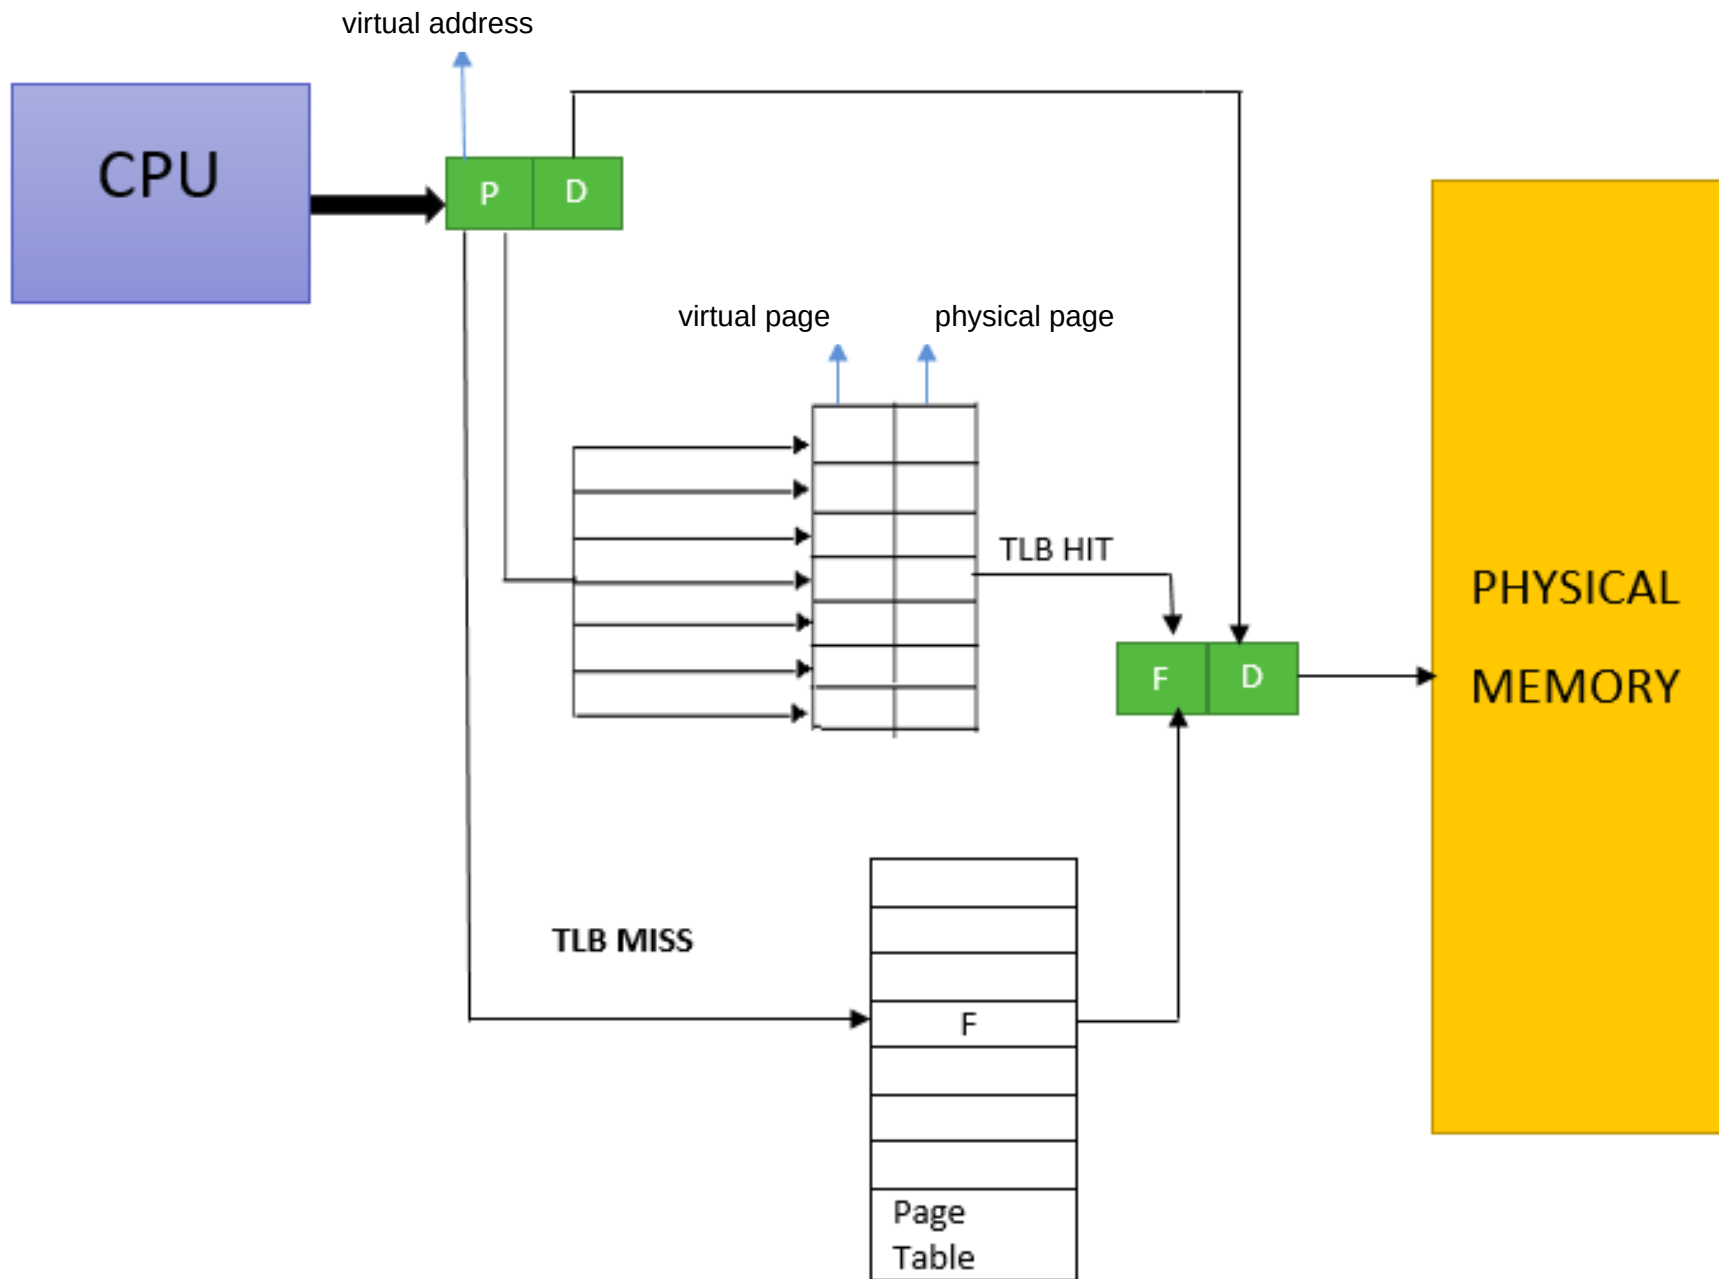 virtual address
CPU
P
D
virtual page
physical page
TLB HIT
F
D
PHYSICAL
MEMORY
TLB MISS
F
Page
Table